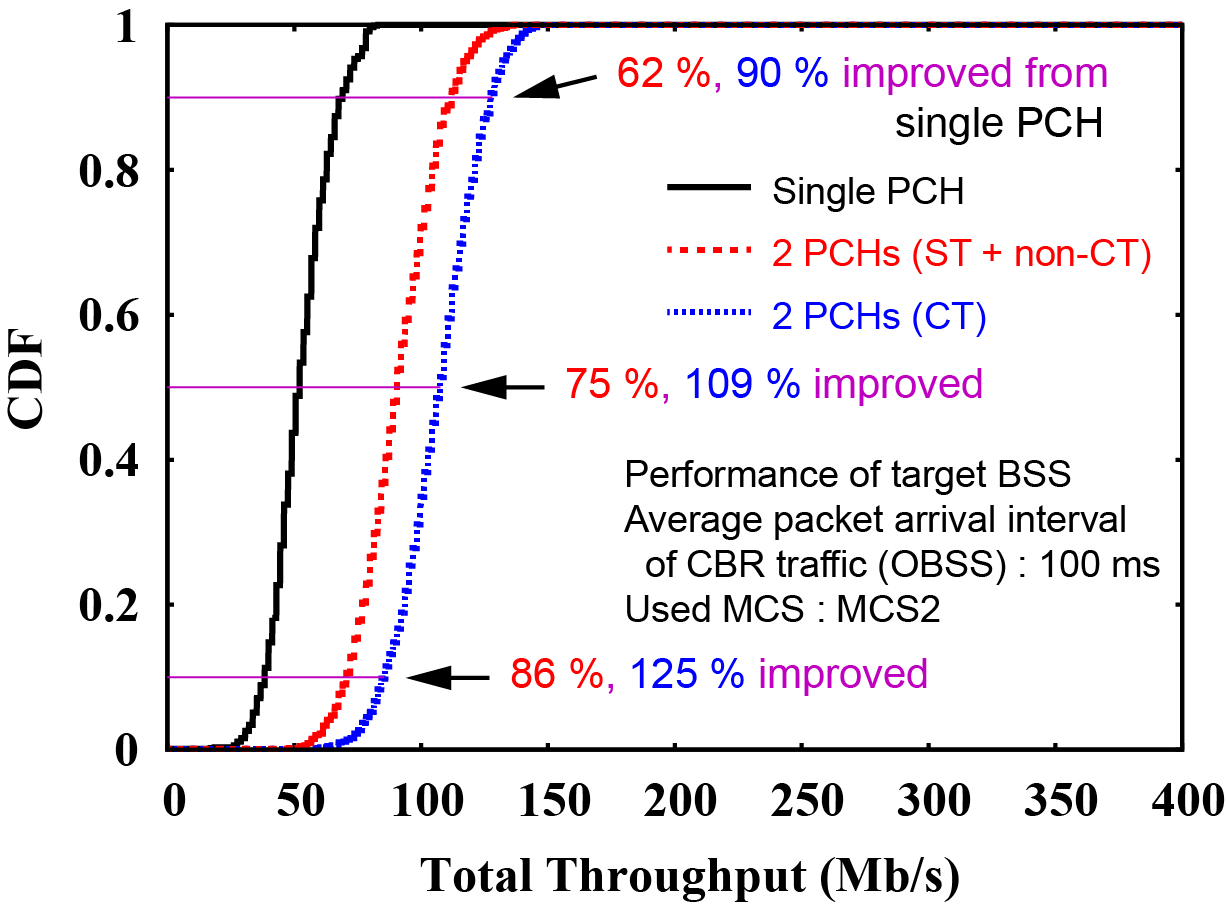 1
62 %, 90 % improved from
single PCH
0.8
Single PCH
2 PCHs (ST + non-CT)
0.6
2 PCHs (CT)
CDF
75 %, 109 % improved
0.4
Performance of target BSS
Average packet arrival interval
of CBR traffic (OBSS) : 100 ms
Used MCS : MCS2
0.2
86 %, 125 % improved
0
0 50 100 150 200 250 300 350 400
Total Throughput (Mb/s)